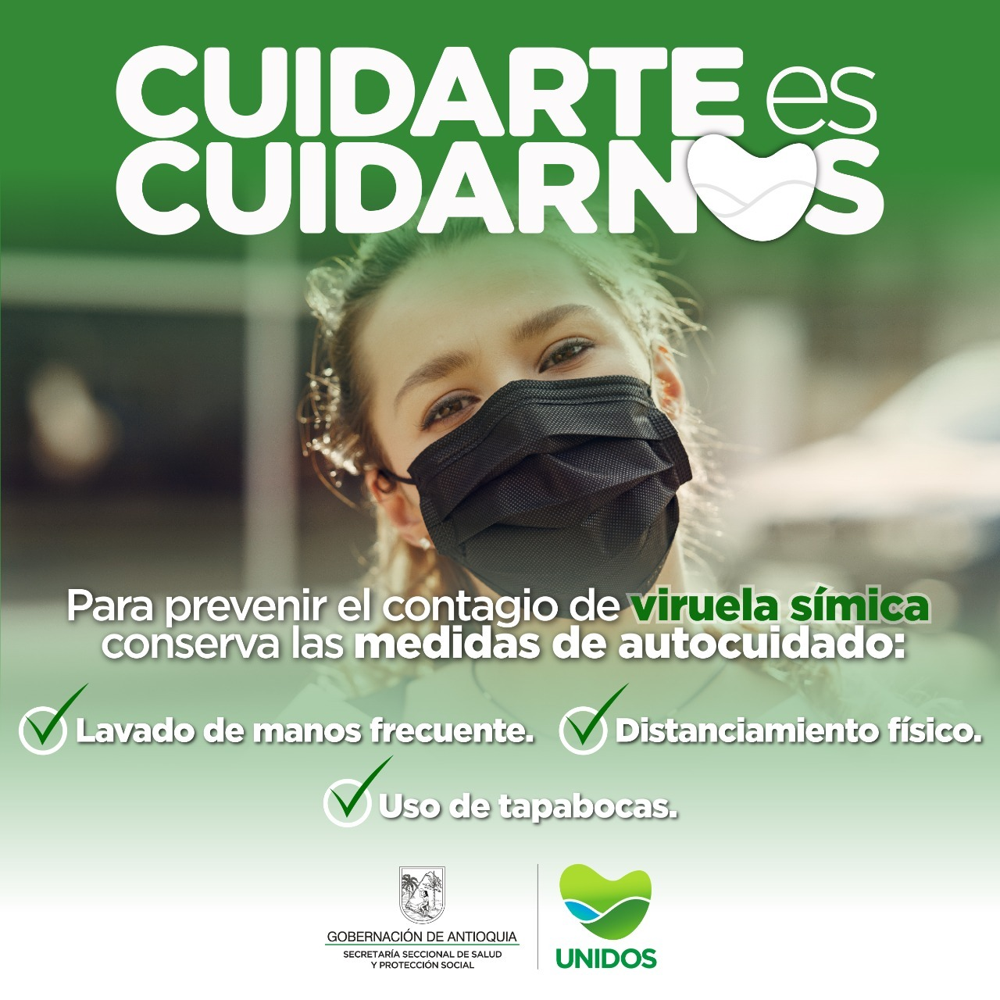 CUIDARTE es
CUIDARNOS
Para prevenir el contagio de viruela símica
conserva las medidas de autocuidado:
Lavado de manos frecuente.
Distanciamiento físico.
Uso de tapabocas.
GOBERNACIÓN DE ANTIOQUIA
SECRETARÍA SECCIONAL DE SALUD
Y PROTECCIÓN SOCIAL
UNIDOS